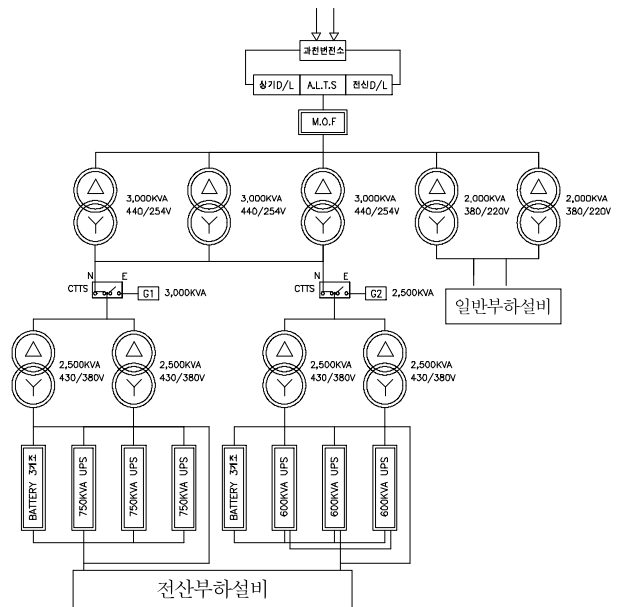 과천변전소
상기D/L A.L.T.S 전신D/L
M.O.F
3,000KVA
440/254V
3,000KVA
440/254V
3,000KVA
440/254V
2,000KVA
380/220V
2,000KVA
380/220V
N E
CTTS G1 3,000KVA
N E
CTTS G2 2,500KVA
일반부하설비
2,500KVA
430/380V
2,500KVA
430/380V
2,500KVA
430/380V
2,500KVA
430/380V
BATTERY 3개조
750KVA UPS
750KVA UPS
750KVA UPS
BATTERY 3개조
600KVA UPS
600KVA UPS
600KVA UPS
전산부하설비